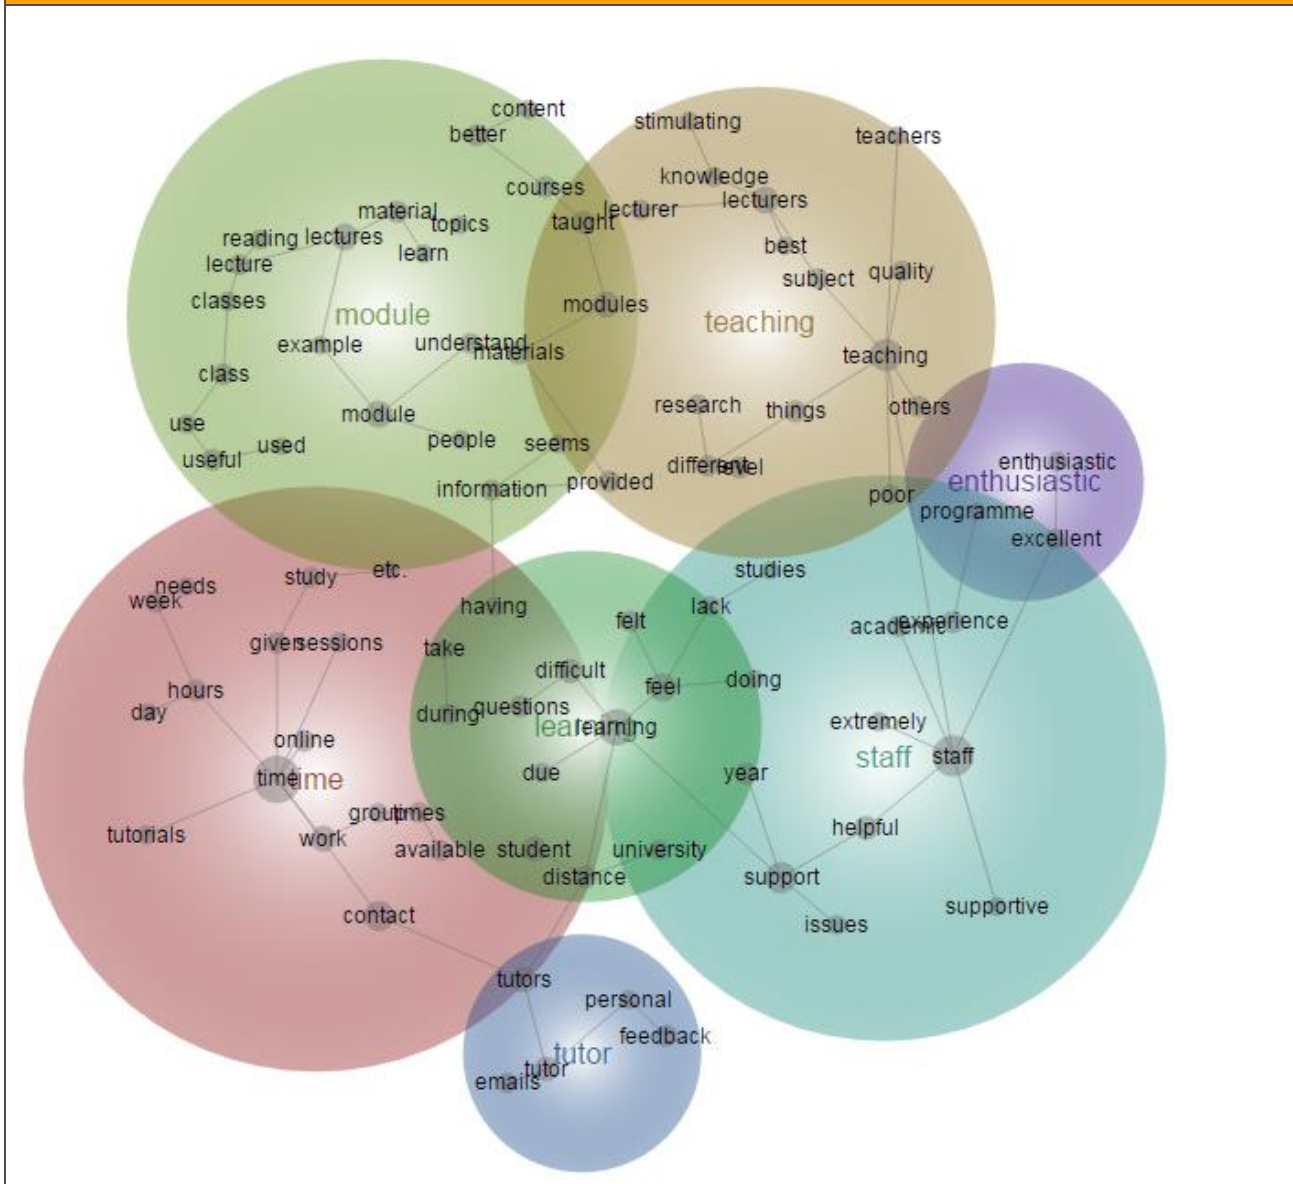 content
better
stimulating
teachers
knowledge
courses
lecturers
material
lecturer
topics
taught
reading
lectures
best
learn
lecture
subject
quality
classes
modules
module
teaching
example
understand
materials
teaching
class
research
things
others
module
use
people
seems
used
useful
different
level
enthusiastic
enthusiastic
information
provided
poor
programme
excellent
study
etc.
studies
needs
week
having
lack
felt
academic
experience
given
sessions
take
difficult
feel
doing
hours
day
during
questions
extremely
learning
learning
online
staff
staff
time
time
due
year
group
times
helpful
tutorials
work
available
student
university
distance
support
contact
issues
supportive
tutors
personal
feedback
tutor
tutor
emails